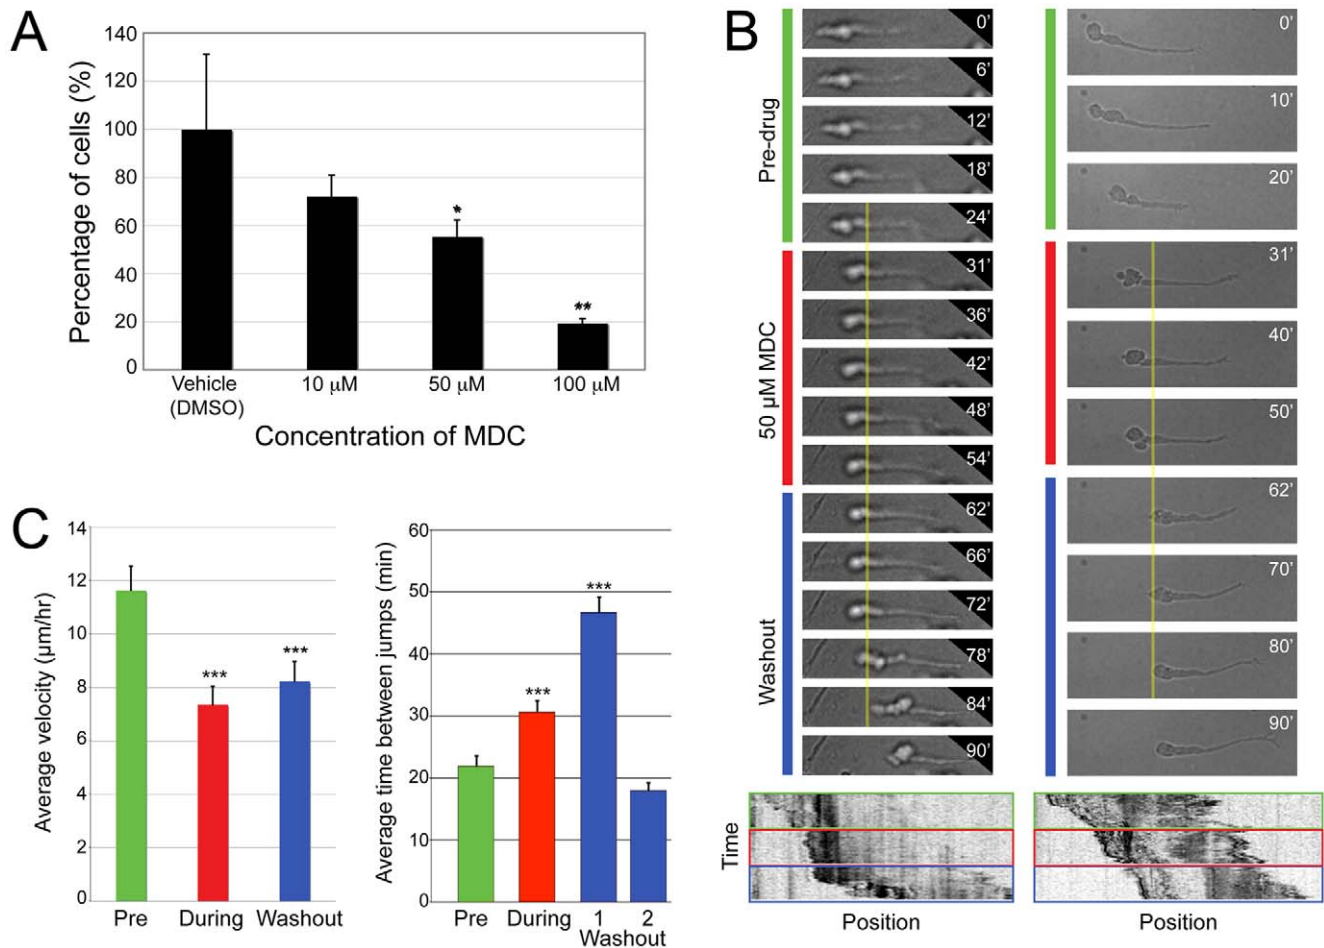 A
140
120
100
80
60
40
20
0
Percentage of cells (%)
*
**
Vehicle
(DMSO)
10 µM
50 µM
100 µM
Concentration of MDC
B
Pre-drug
50 µM MDC
Washout
0’
6’
12’
18’
24’
31’
36’
42’
48’
54’
62’
66’
72’
78’
84’
90’
0’
10’
20’
31’
40’
50’
62’
70’
80’
90’
Time
Position
Position
C
14
12
10
8
6
4
2
0
Average velocity (µm/hr)
***
***
Pre
During
Washout
60
50
40
30
20
10
0
Average time between jumps (min)
***
***
Pre
During
1
2
Washout